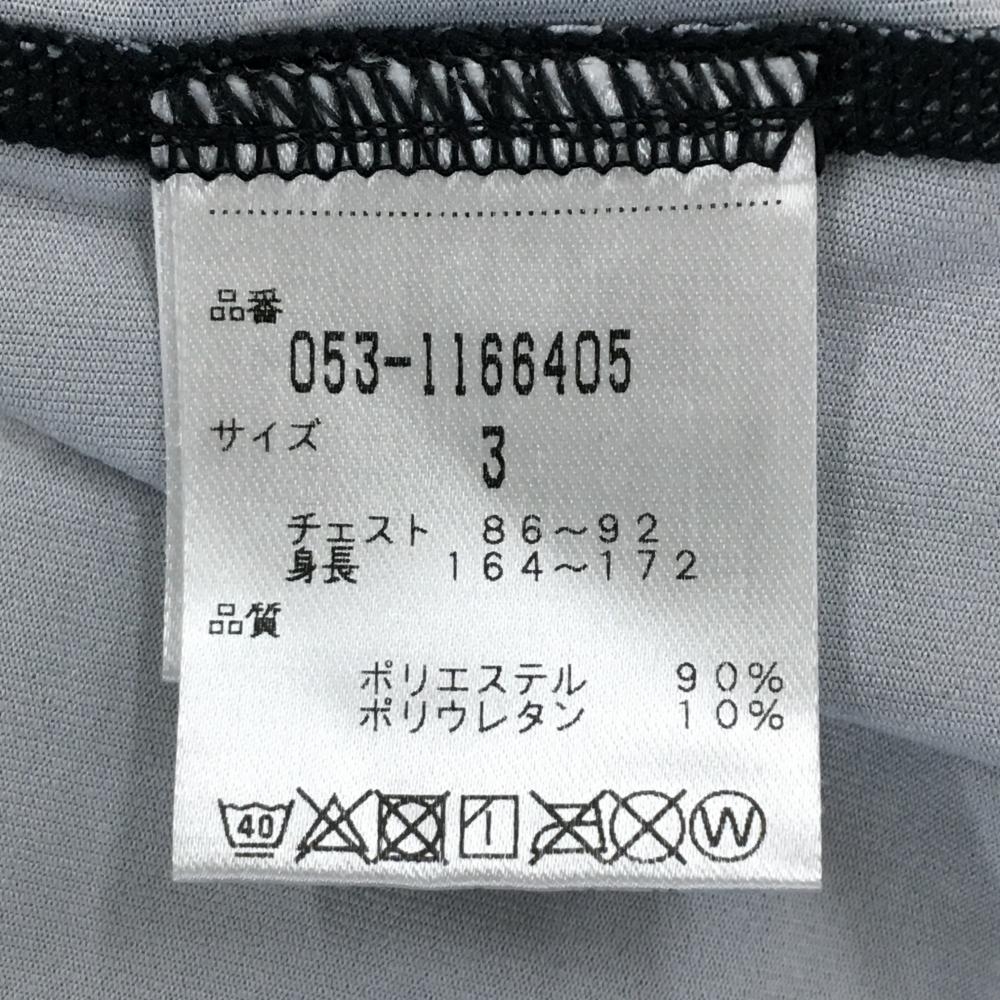 品番
053-1166405
サイズ 3
チェスト 86～92
身長 164～172
品質
ポリエステル 90%
ポリウレタン 10%
40 W